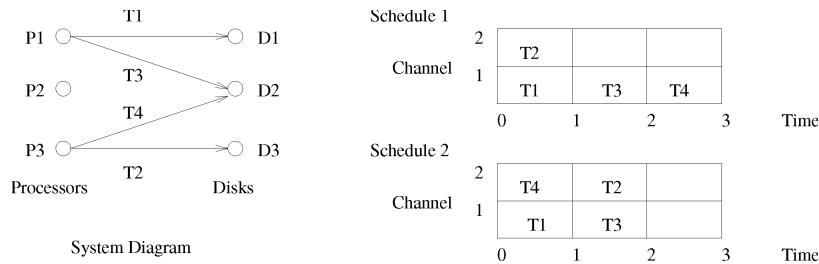 T1
P1 D1
T3
P2 D2
T4
P3 D3
T2
Processors Disks
System Diagram
Schedule 1
2
T2
Channel
1
T1 T3 T4
0 1 2 3 Time
Schedule 2
2
T4 T2
Channel
1
T1 T3
0 1 2 3 Time